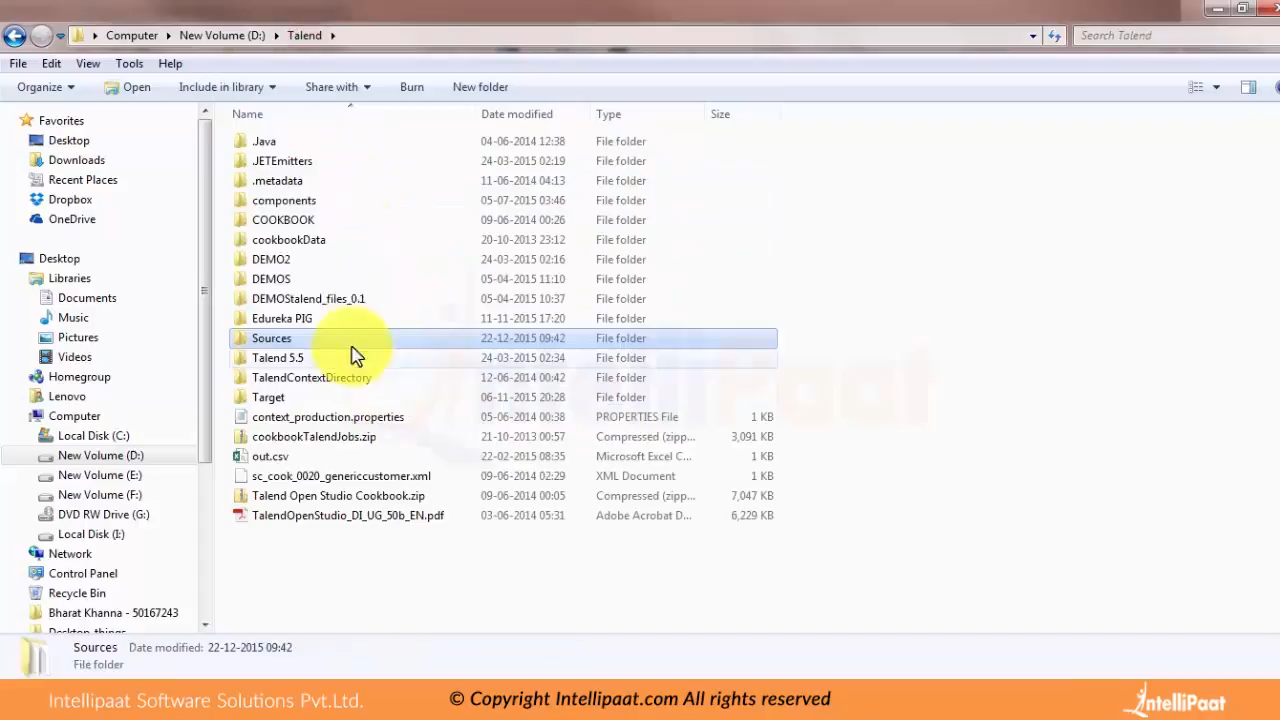 Computer New Volume (D:) Talend
Search Talend
File Edit View Tools Help
Organize Open Include in library Share with Burn New folder
Favorites
Desktop
Downloads
Recent Places
Dropbox
OneDrive
Desktop
Libraries
Documents
Music
Pictures
Videos
Homegroup
Lenovo
Computer
Local Disk (C:)
New Volume (D:)
New Volume (E:)
New Volume (F:)
DVD RW Drive (G:)
Local Disk (I:)
Network
Control Panel
Recycle Bin
Bharat Khanna - 50167243
Desktop-things
Name Date modified Type Size
.Java 04-06-2014 12:38 File folder
.JETEmitters 24-03-2015 02:19 File folder
.metadata 11-06-2014 04:13 File folder
components 05-07-2015 03:46 File folder
COOKBOOK 09-06-2014 00:26 File folder
cookbookData 20-10-2013 23:12 File folder
DEMO2 24-03-2015 02:16 File folder
DEMOS 05-04-2015 11:10 File folder
DEMOStalend_files_0.1 05-04-2015 10:37 File folder
Edureka PIG 11-11-2015 17:20 File folder
Sources 22-12-2015 09:42 File folder
Talend 5.5 24-03-2015 02:34 File folder
TalendContextDirectory 12-06-2014 00:42 File folder
Target 06-11-2015 20:28 File folder
context_production.properties 05-06-2014 00:38 PROPERTIES File 1 KB
cookbookTalendJobs.zip 21-10-2013 00:57 Compressed (zipp... 3,091 KB
out.csv 22-02-2015 08:35 Microsoft Excel C... 1 KB
sc_cook_0020_genericcustomer.xml 09-06-2014 02:29 XML Document 1 KB
Talend Open Studio Cookbook.zip 09-06-2014 00:05 Compressed (zipp... 7,047 KB
TalendOpenStudio_DI_UG_50b_EN.pdf 03-06-2014 05:31 Adobe Acrobat D... 6,229 KB
intelliPaat
Sources Date modified: 22-12-2015 09:42
File folder
Intellipaat Software Solutions Pvt.Ltd.
© Copyright Intellipaat.com All rights reserved
IntelliPaat